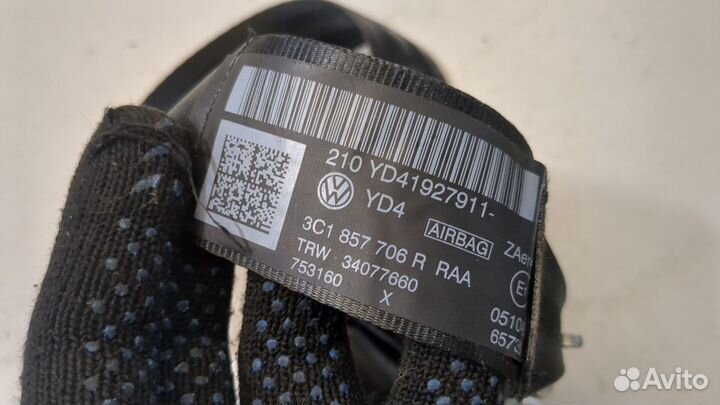 210 YD41927911-
YD4
3C1 857 706 R RAA
AIRBAG
TRW 34077660
753160 X
Avito